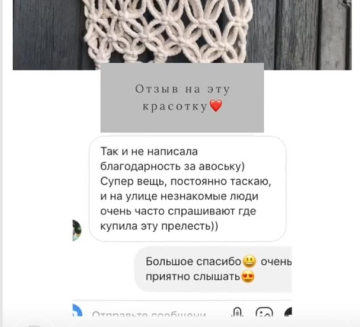 Отзыв на эту
красотку❤️
Так и не написала
благодарность за авоську)
Супер вещь, постоянно таскаю,
и на улице незнакомые люди
очень часто спрашивают где
купила эту прелесть))
Большое спасибо😃 очень
приятно слышать😍
Отправьте сообщени